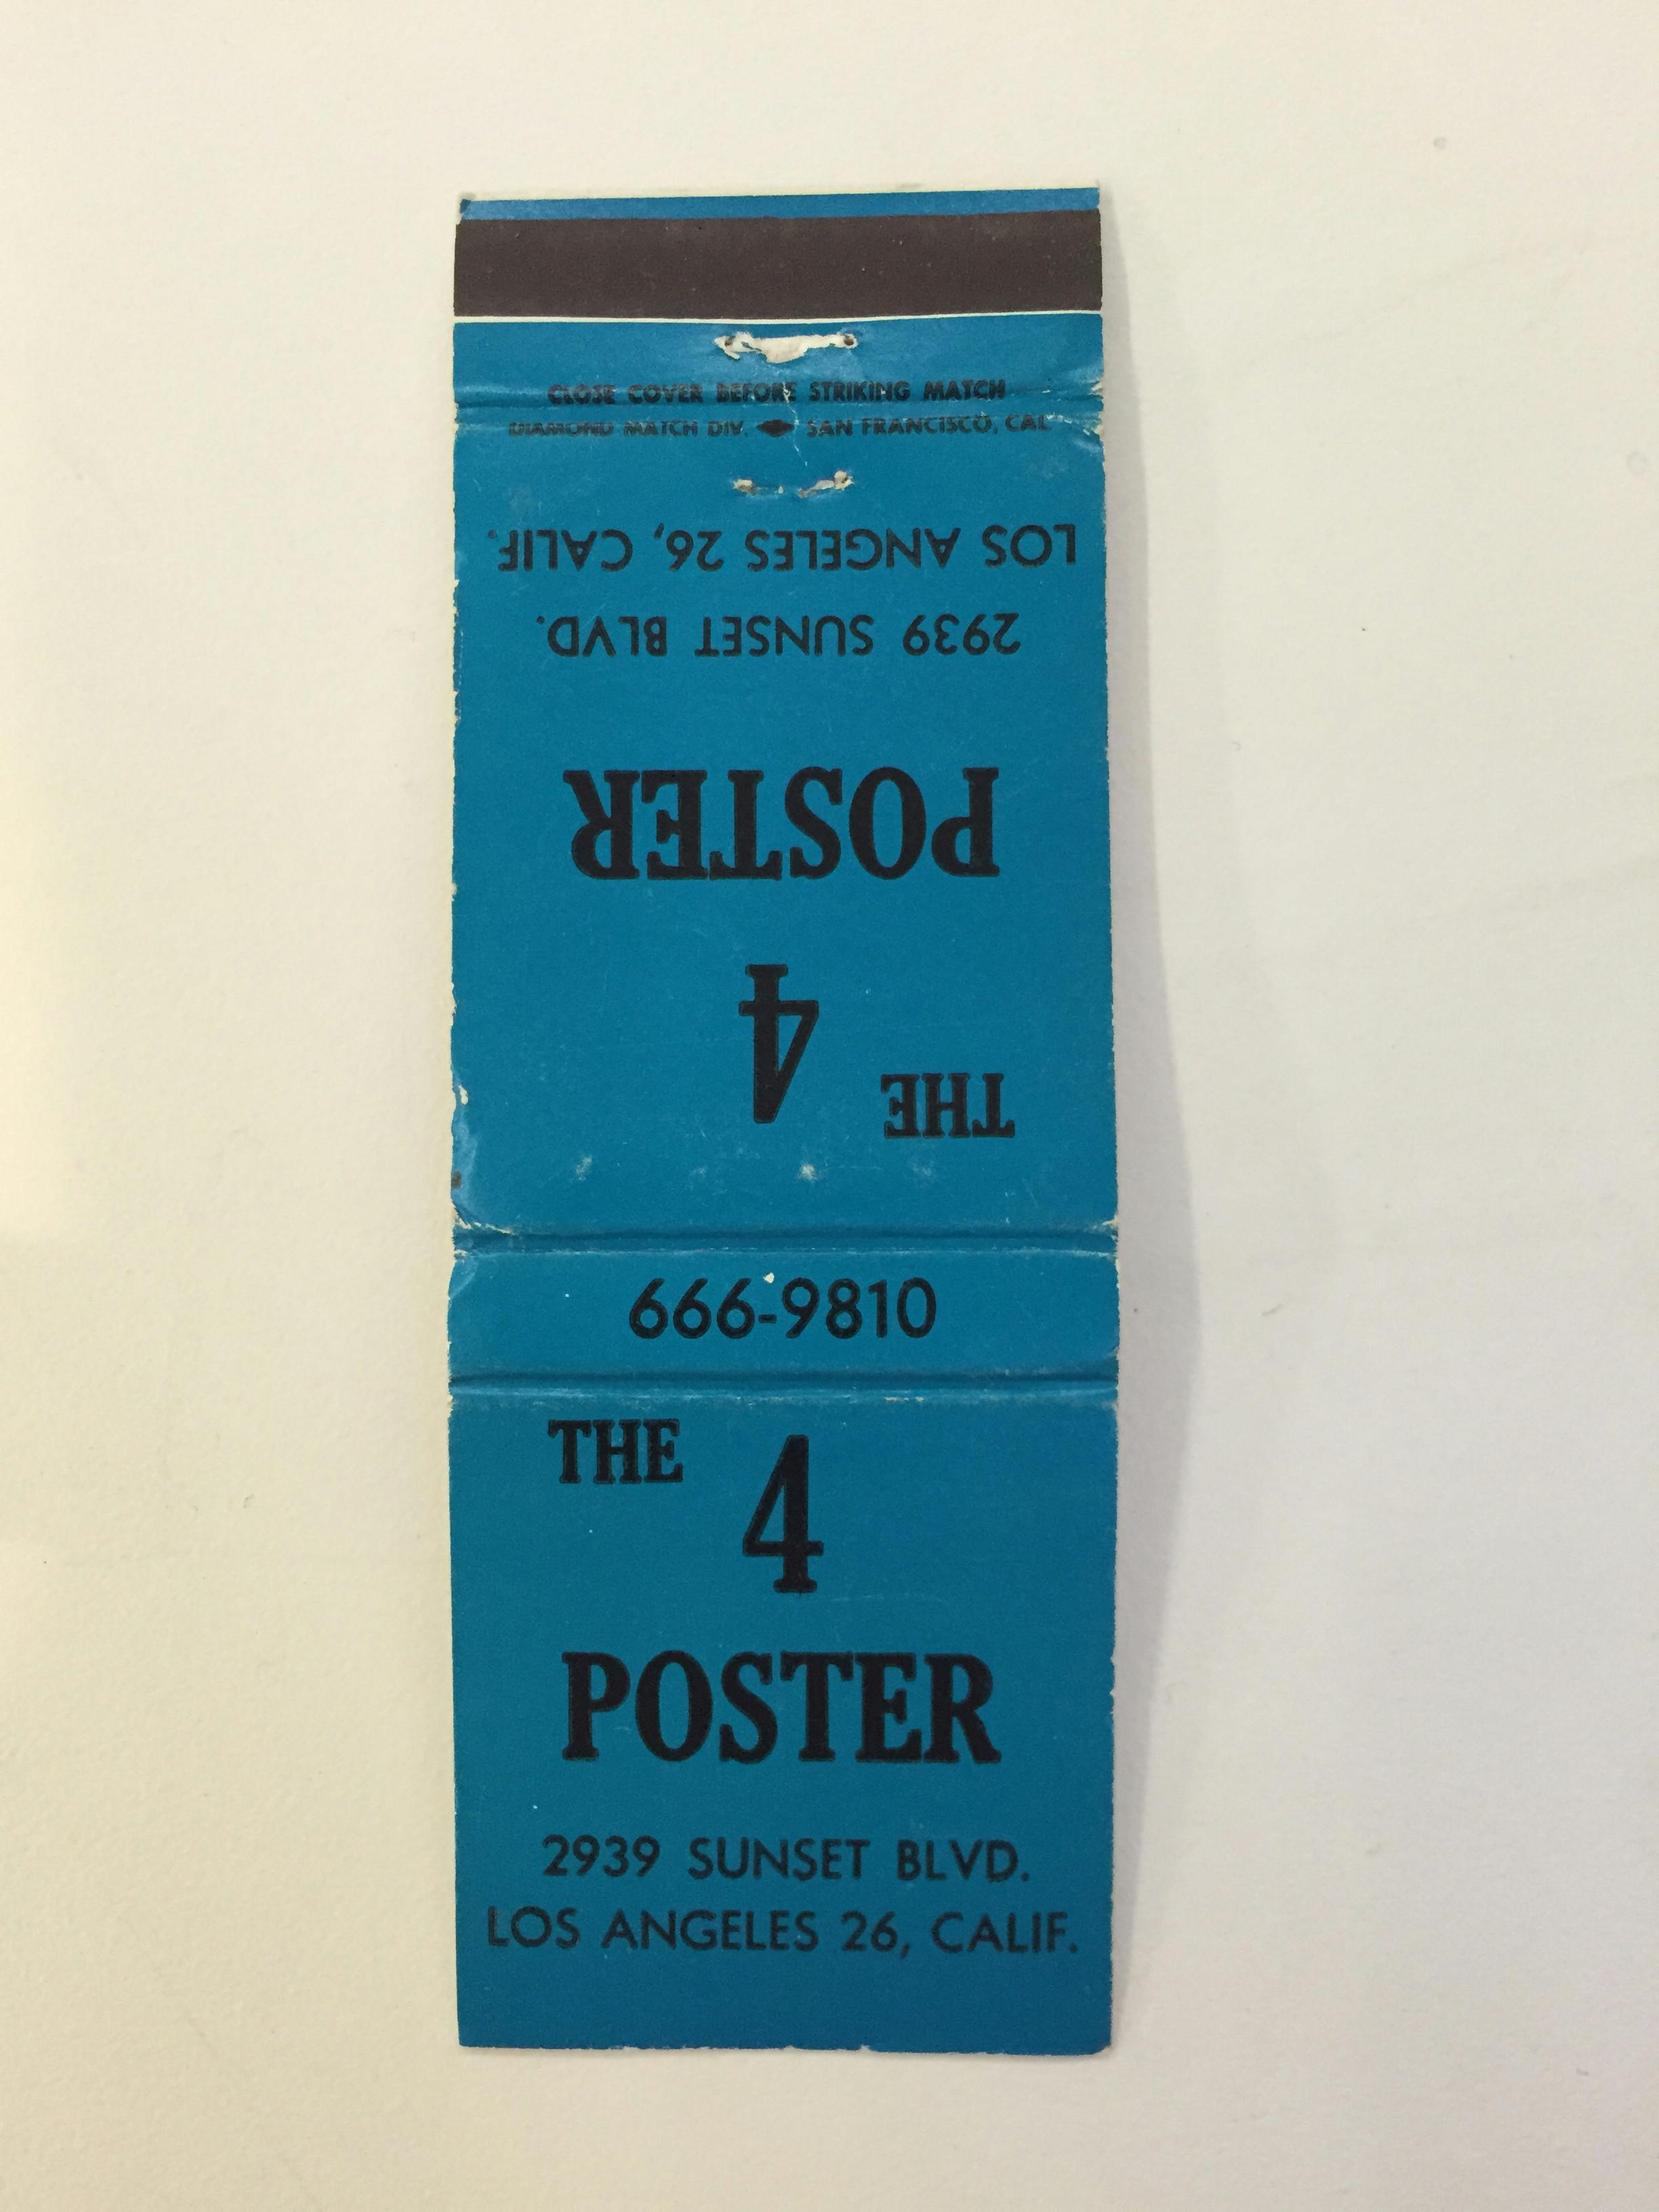 CLOSE COVER BEFORE STRIKING MATCH
DIAMOND MATCH DIV. SAN FRANCISCO, CAL
THE
4
POSTER
2939 SUNSET BLVD.
LOS ANGELES 26, CALIF.
666-9810
THE
4
POSTER
2939 SUNSET BLVD.
LOS ANGELES 26, CALIF.